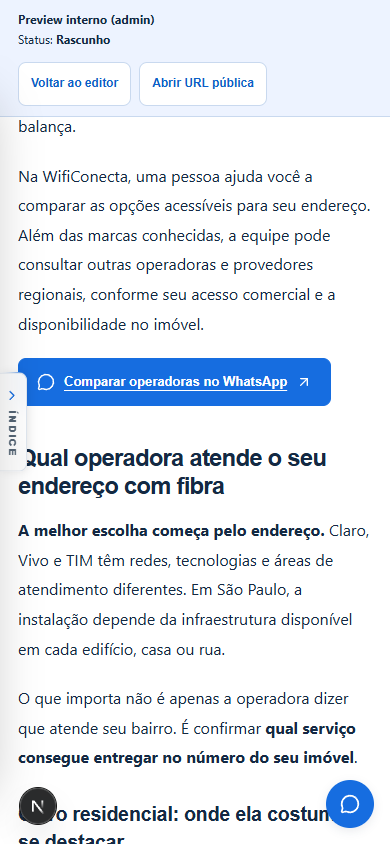 Preview interno (admin)
Status: Rascunho
Voltar ao editor
Abrir URL pública
balança.
Na WifiConecta, uma pessoa ajuda você a
comparar as opções acessíveis para seu endereço.
Além das marcas conhecidas, a equipe pode
consultar outras operadoras e provedores
regionais, conforme seu acesso comercial e a
disponibilidade no imóvel.
Comparar operadoras no WhatsApp
ÍNDICE
Qual operadora atende o seu
endereço com fibra
A melhor escolha começa pelo endereço. Claro,
Vivo e TIM têm redes, tecnologias e áreas de
atendimento diferentes. Em São Paulo, a
instalação depende da infraestrutura disponível
em cada edifício, casa ou rua.
O que importa não é apenas a operadora dizer
que atende seu bairro. É confirmar qual serviço
consegue entregar no número do seu imóvel.
N
residencial: onde ela
se destacar